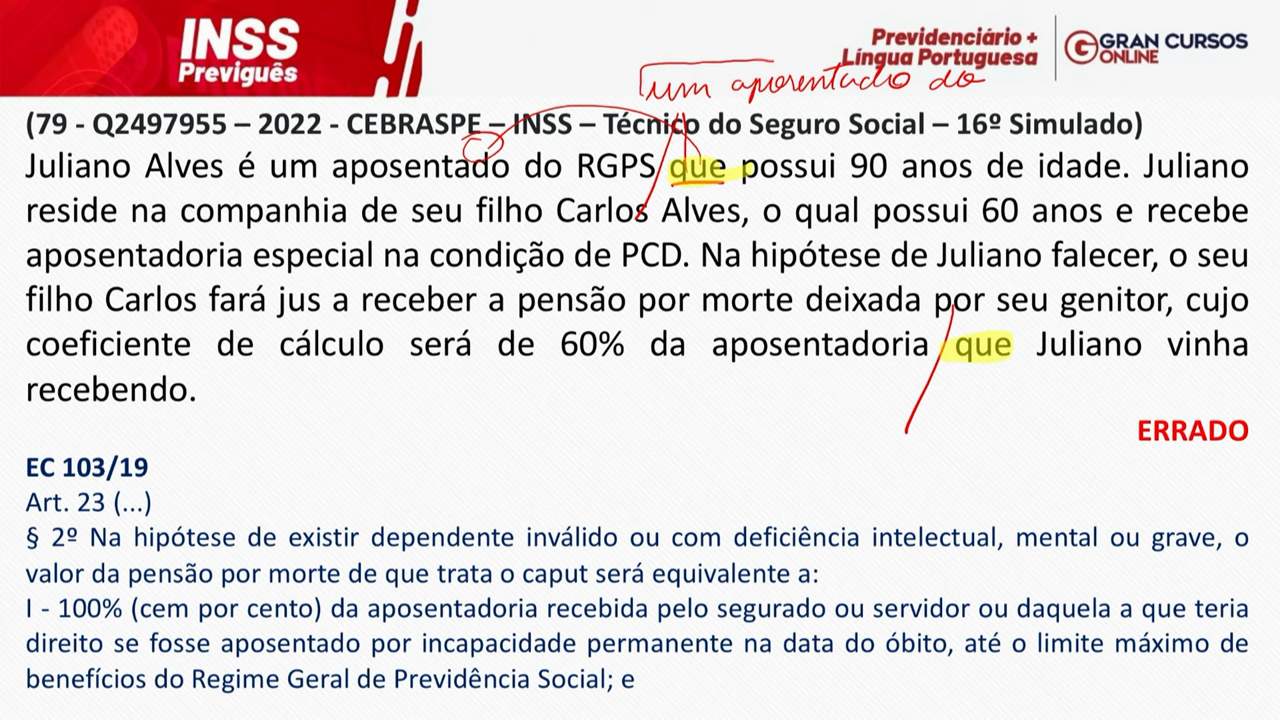 INSS
Previguês
Previdenciário +
Língua Portuguesa
GRAN CURSOS
ONLINE
um aposentado do
(79 - Q2497955 – 2022 - CEBRASPE – INSS – Técnico do Seguro Social – 16º Simulado)
Juliano Alves é um aposentado do RGPS que possui 90 anos de idade. Juliano
reside na companhia de seu filho Carlos Alves, o qual possui 60 anos e recebe
aposentadoria especial na condição de PCD. Na hipótese de Juliano falecer, o seu
filho Carlos fará jus a receber a pensão por morte deixada por seu genitor, cujo
coeficiente de cálculo será de 60% da aposentadoria que Juliano vinha
recebendo.
ERRADO
EC 103/19
Art. 23 (...)
§ 2º Na hipótese de existir dependente inválido ou com deficiência intelectual, mental ou grave, o
valor da pensão por morte de que trata o caput será equivalente a:
I - 100% (cem por cento) da aposentadoria recebida pelo segurado ou servidor ou daquela a que teria
direito se fosse aposentado por incapacidade permanente na data do óbito, até o limite máximo de
benefícios do Regime Geral de Previdência Social; e